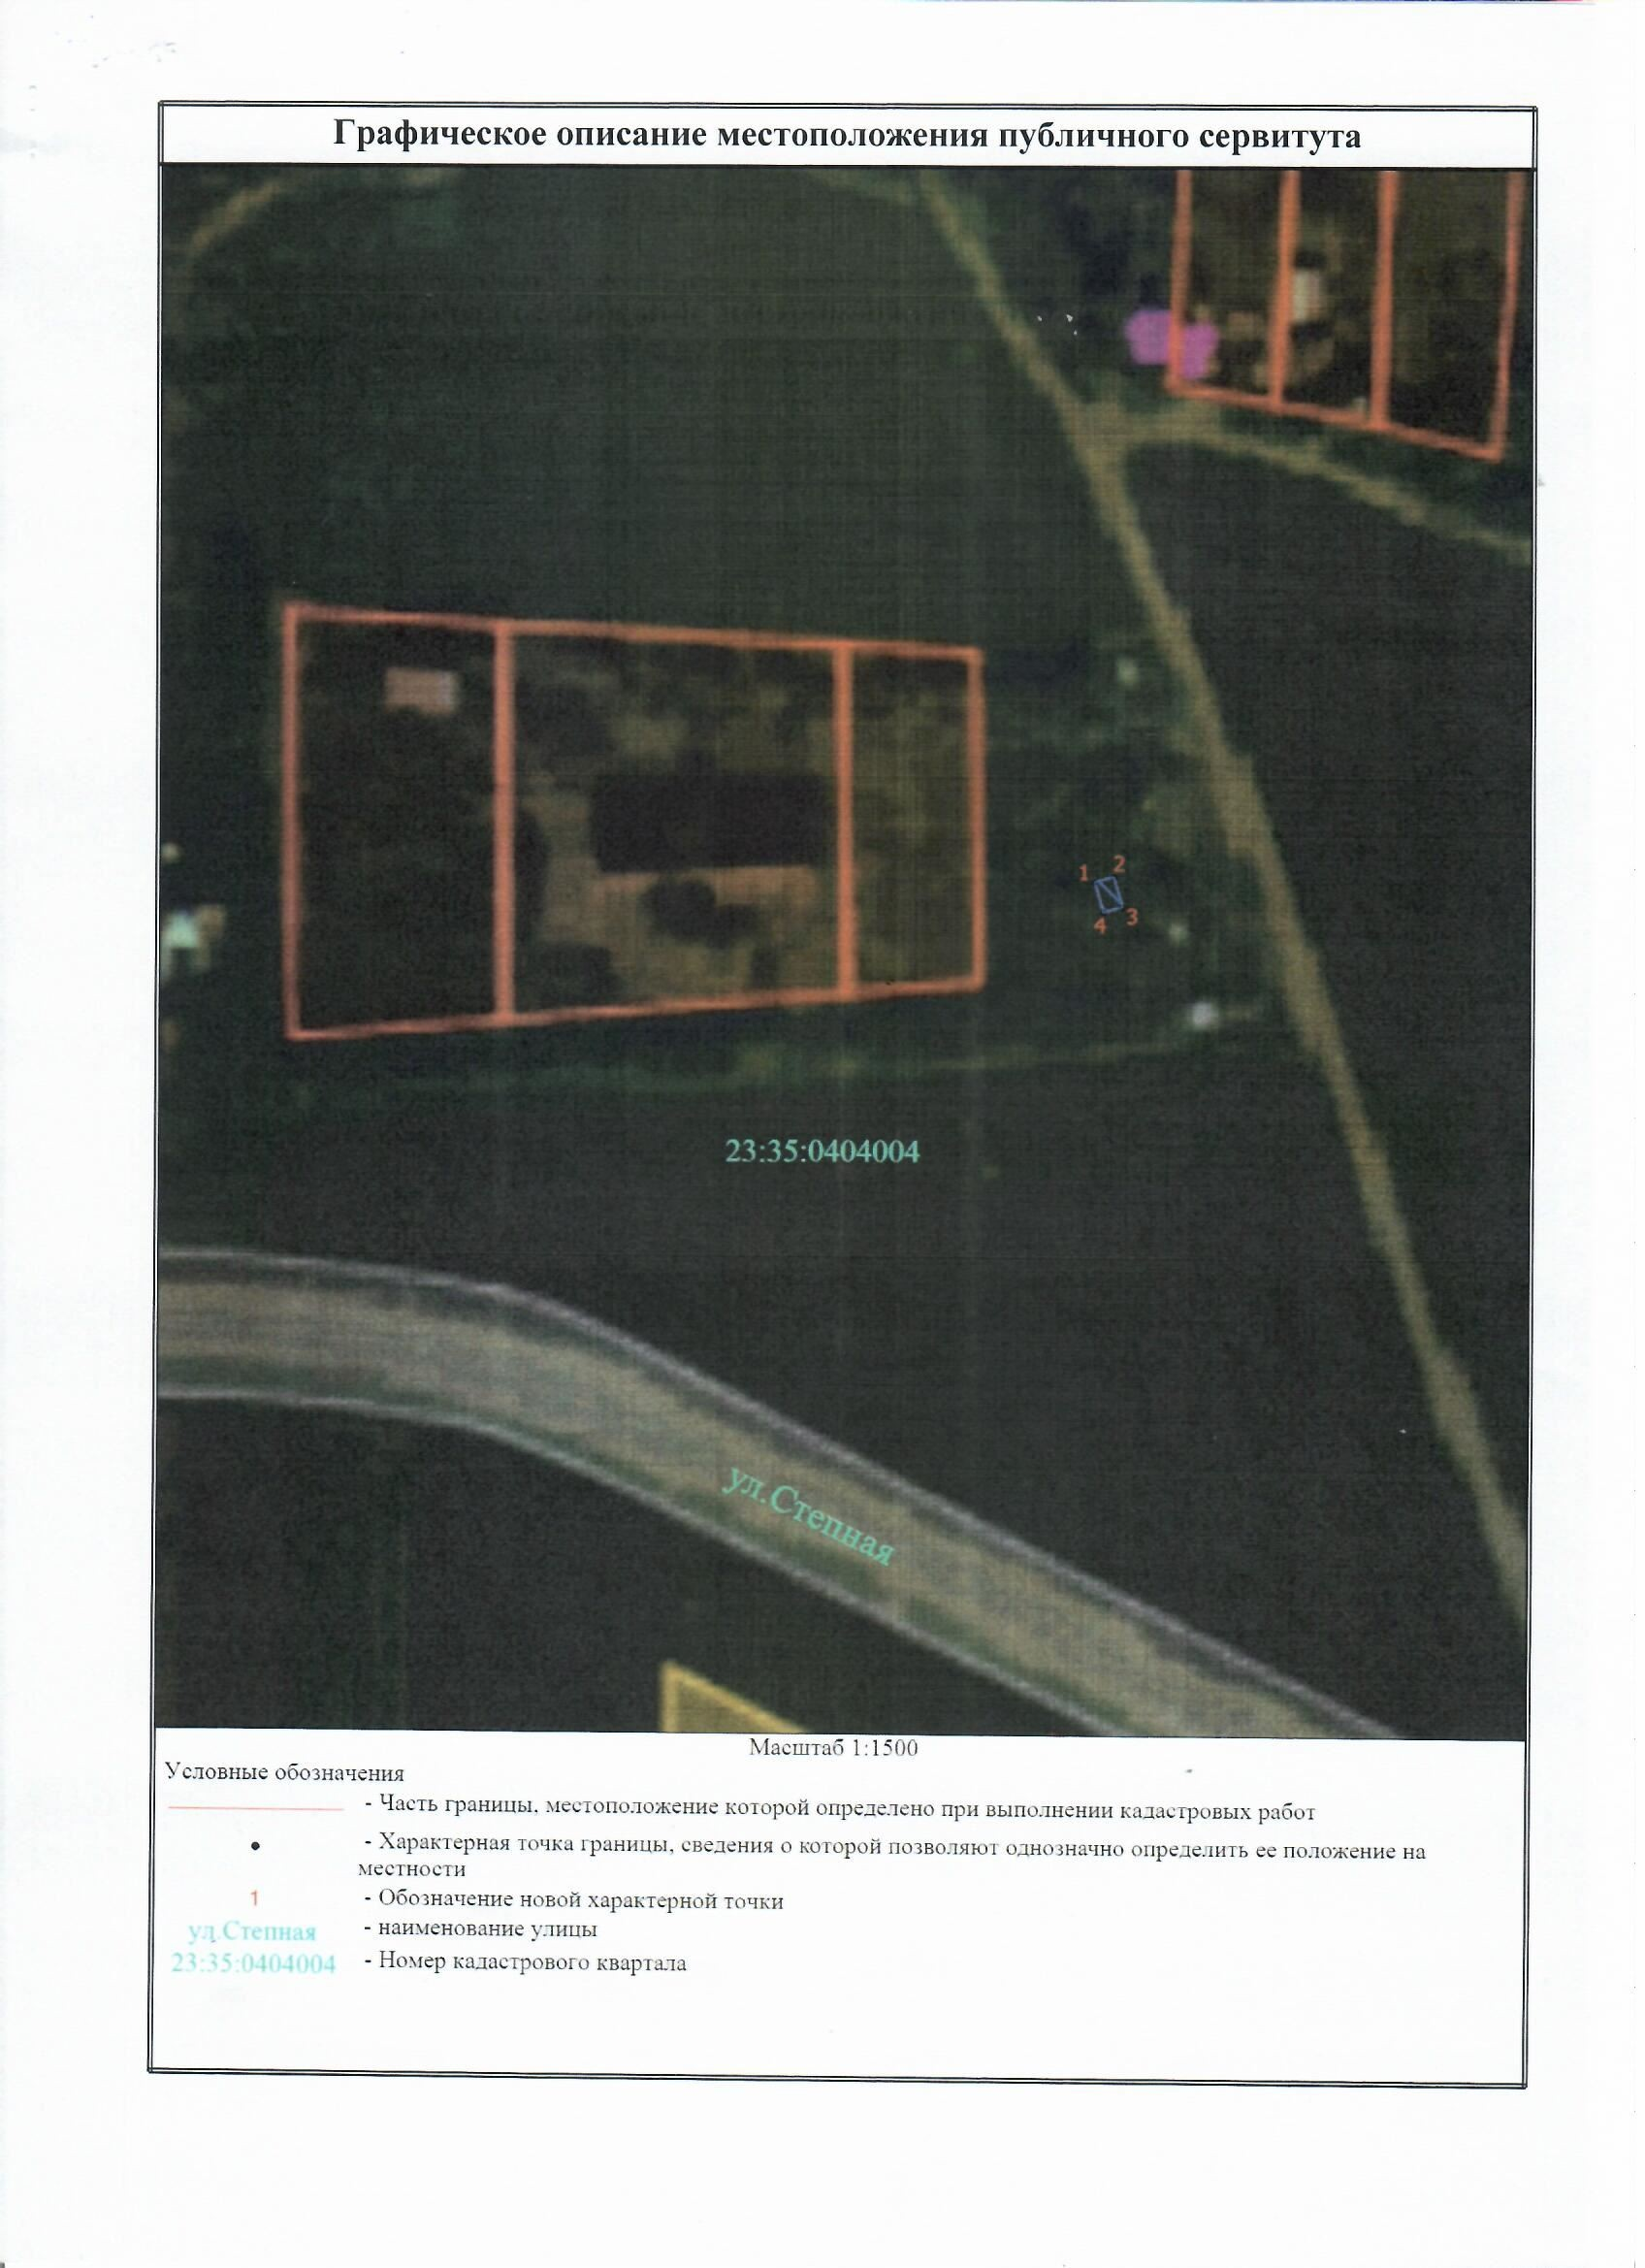 Графическое описание местоположения публичного сервитута
1 2
4 3
23:35:0404004
ул.Степная
Масштаб 1:1500
Условные обозначения
- Часть границы, местоположение которой определено при выполнении кадастровых работ
- Характерная точка границы, сведения о которой позволяют однозначно определить ее положение на
местности
1 - Обозначение новой характерной точки
ул.Степная - наименование улицы
23:35:0404004 - Номер кадастрового квартала